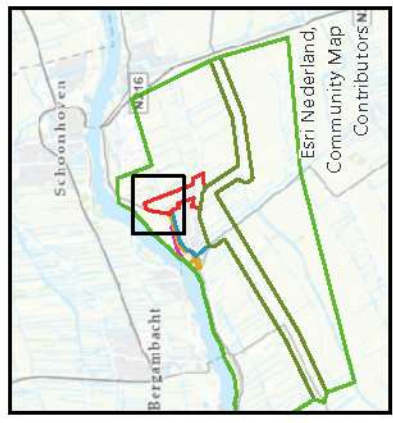 Schoonhoven
N216
Bergambacht
Esri Nederland,
Community Map
Contributors